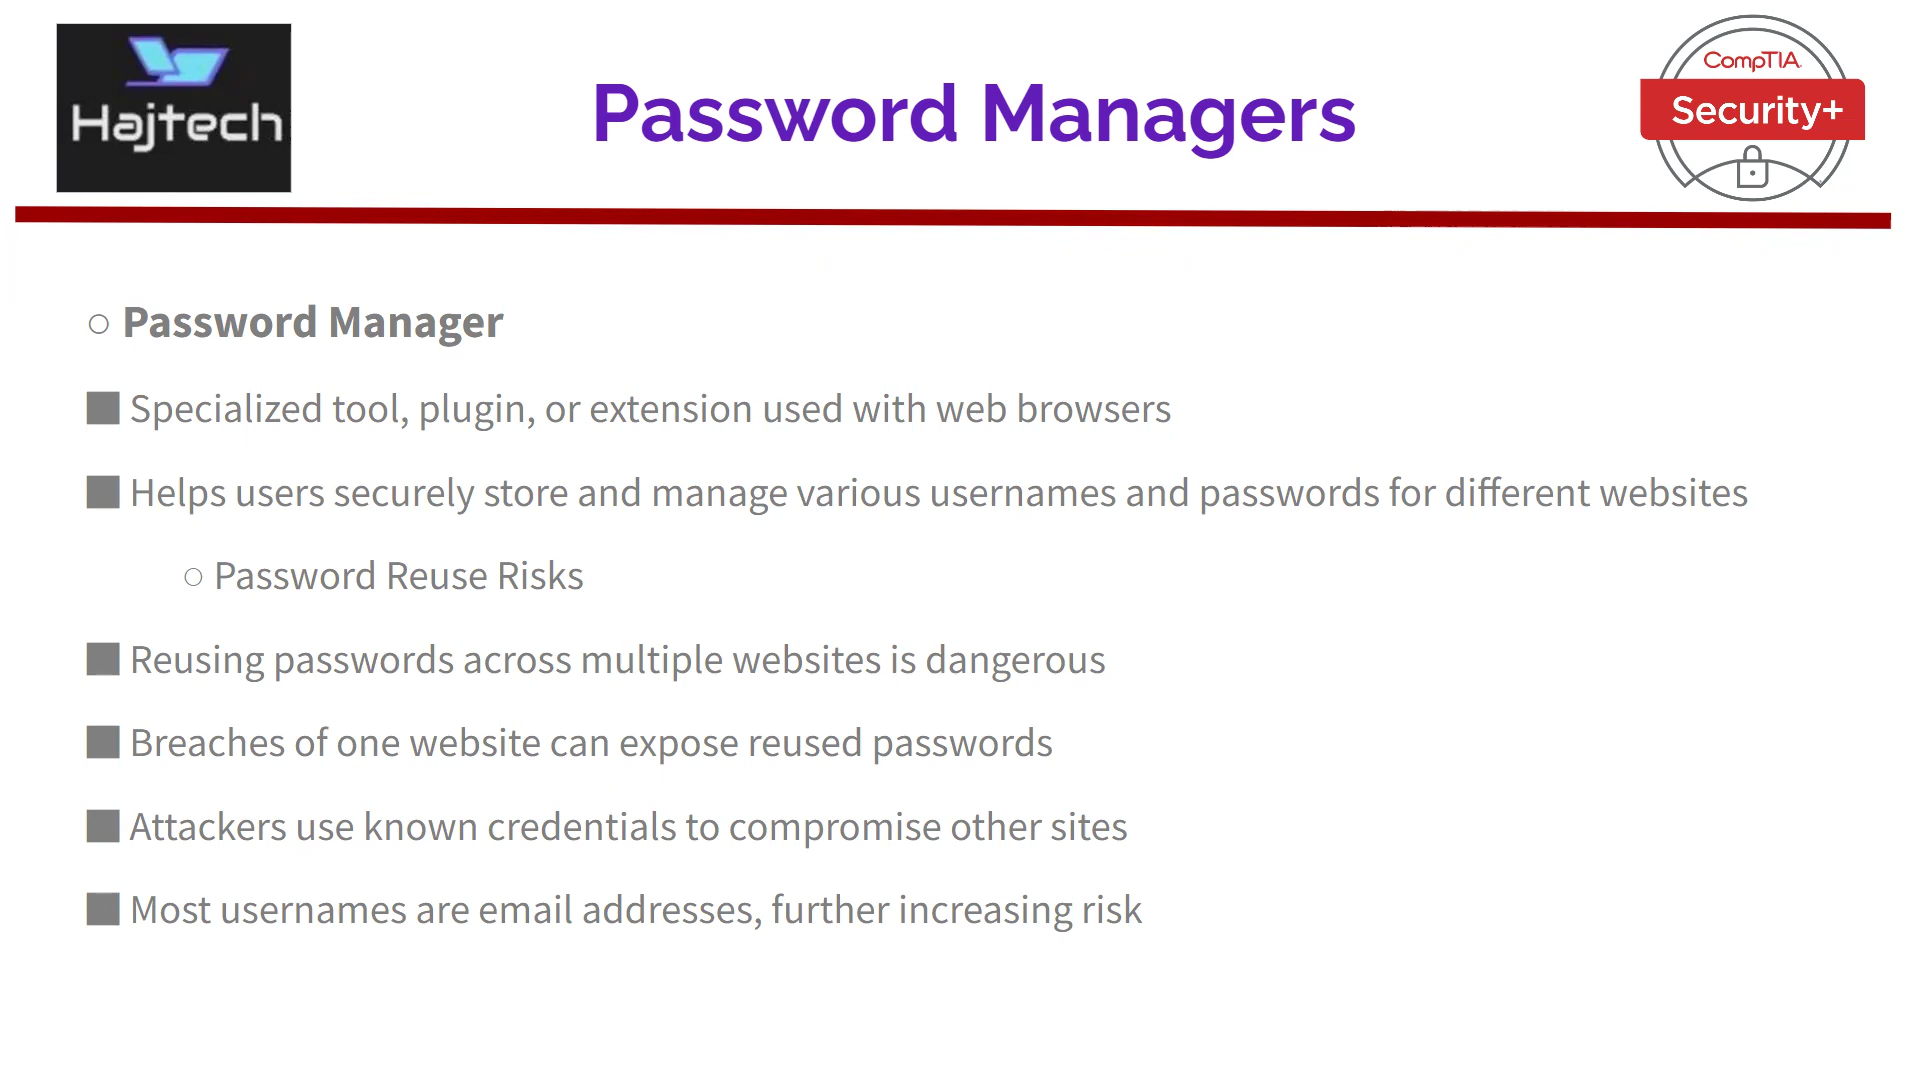 Hajtech
Password Managers
CompTIA.
Security+
○ Password Manager
■ Specialized tool, plugin, or extension used with web browsers
■ Helps users securely store and manage various usernames and passwords for different websites
○ Password Reuse Risks
■ Reusing passwords across multiple websites is dangerous
■ Breaches of one website can expose reused passwords
■ Attackers use known credentials to compromise other sites
■ Most usernames are email addresses, further increasing risk